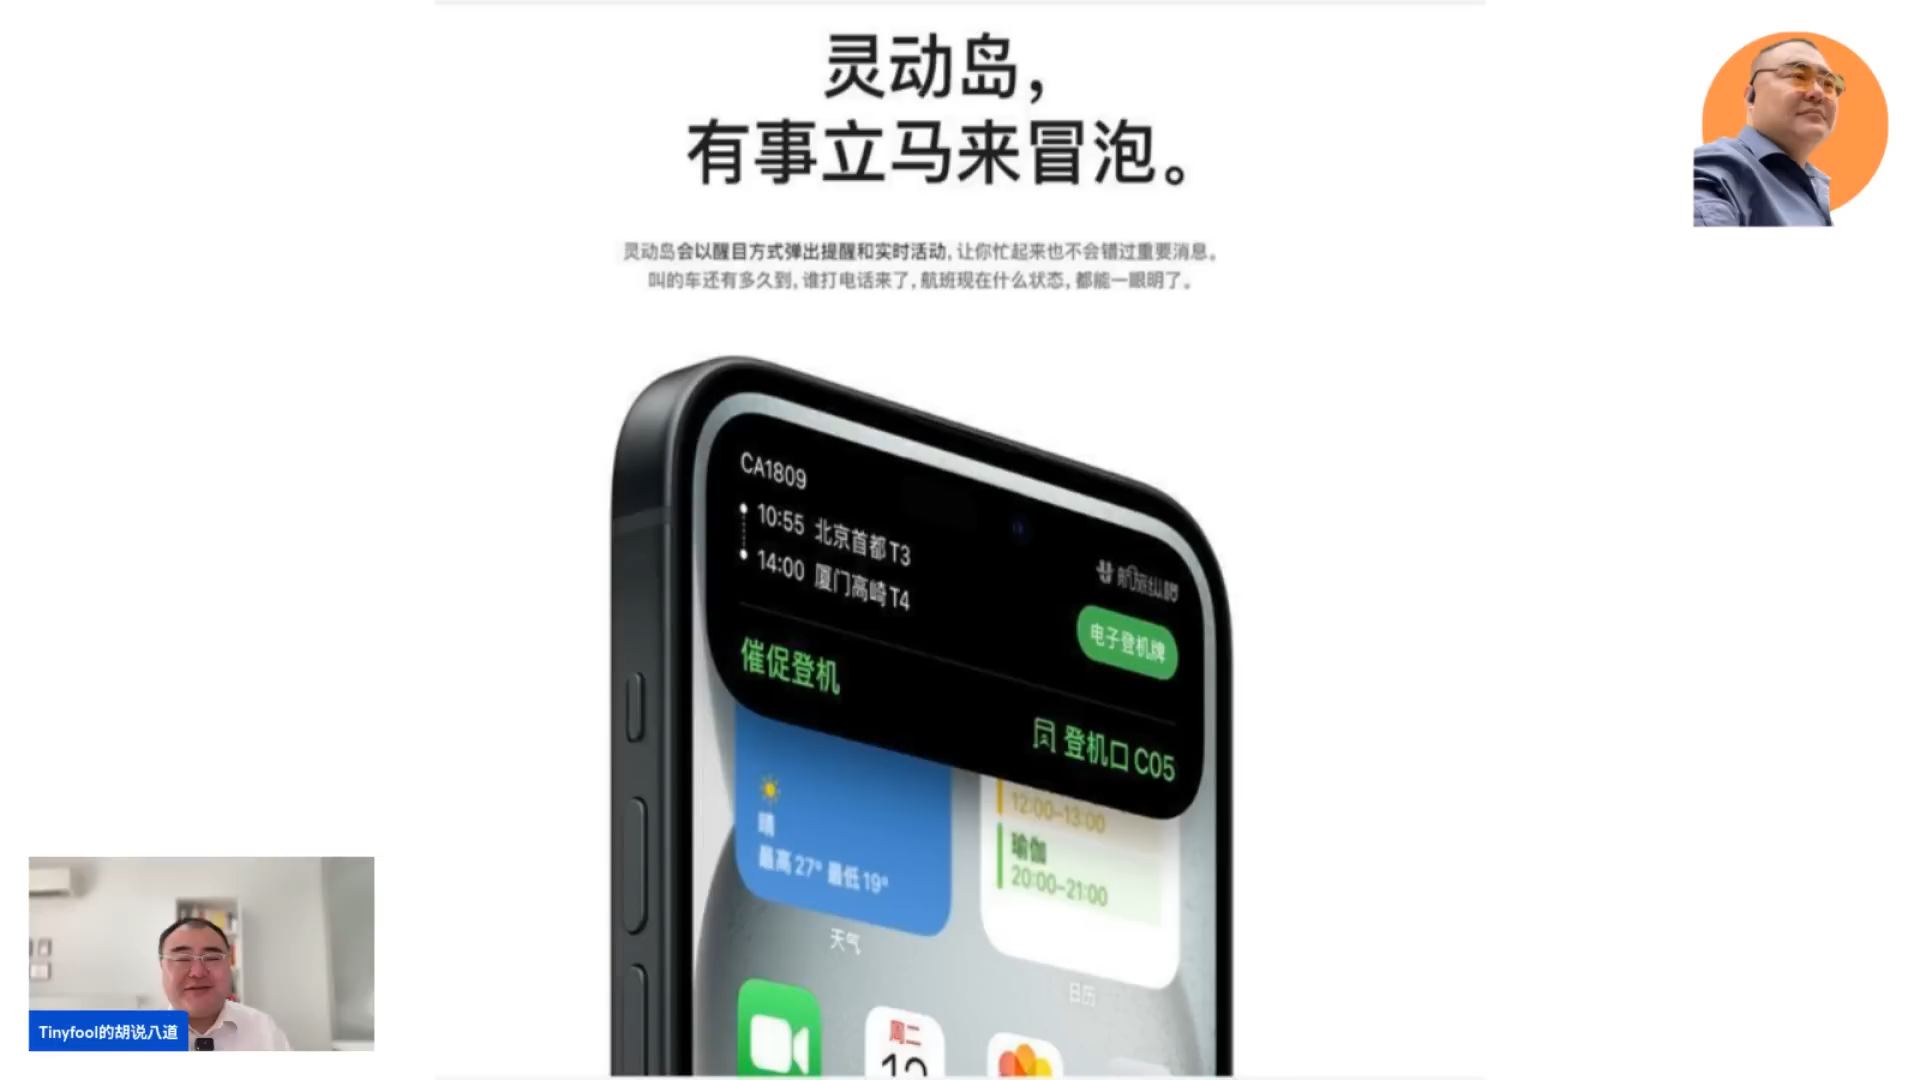 灵动岛，
有事立马来冒泡。
灵动岛会以醒目方式弹出提醒和实时活动，让你忙起来也不会错过重要消息。
叫的车还有多久到，谁打电话来了，航班现在什么状态，都能一眼明了。
CA1809
10:55 北京首都 T3
14:00 厦门高崎 T4
航旅纵横
电子登机牌
催促登机
登机口 C05
晴
最高 27° 最低 19°
天气
12:00–13:00
瑜伽
20:00–21:00
日历
周二
12
Tinyfool的胡说八道